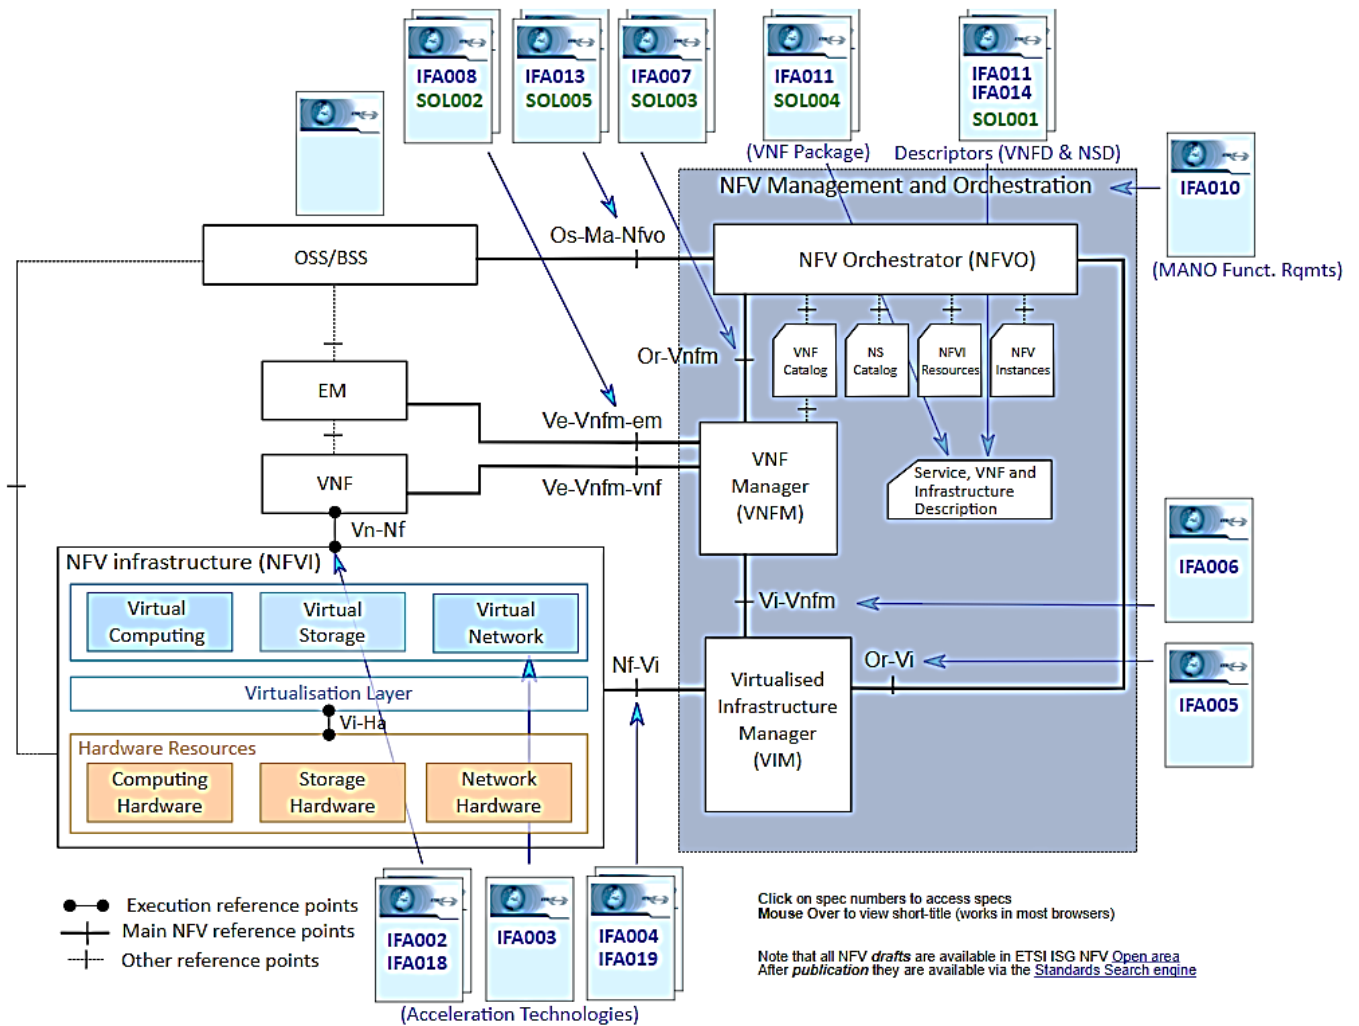 IFA008
SOL002
IFA013
SOL005
IFA007
SOL003
IFA011
SOL004
IFA011
IFA014
SOL001
(VNF Package)
Descriptors (VNFD & NSD)
NFV Management and Orchestration
IFA010
(MANO Funct. Rqmts)
OSS/BSS
Os-Ma-Nfvo
NFV Orchestrator (NFVO)
Or-Vnfm
VNF
Catalog
NS
Catalog
NFVI
Resources
NFV
Instances
EM
Ve-Vnfm-em
VNF
Ve-Vnfm-vnf
VNF
Manager
(VNFM)
Service, VNF and
Infrastructure
Description
Vn-Nf
NFV infrastructure (NFVI)
Virtual
Computing
Virtual
Storage
Virtual
Network
IFA006
Vi-Vnfm
Nf-Vi
Or-Vi
IFA005
Virtualised
Infrastructure
Manager
(VIM)
Virtualisation Layer
Vi-Ha
Hardware Resources
Computing
Hardware
Storage
Hardware
Network
Hardware
Execution reference points
Main NFV reference points
Other reference points
IFA002
IFA018
IFA003
IFA004
IFA019
(Acceleration Technologies)
Click on spec numbers to access specs
Mouse Over to view short-title (works in most browsers)
Note that all NFV drafts are available in ETSI ISG NFV Open area
After publication they are available via the Standards Search engine